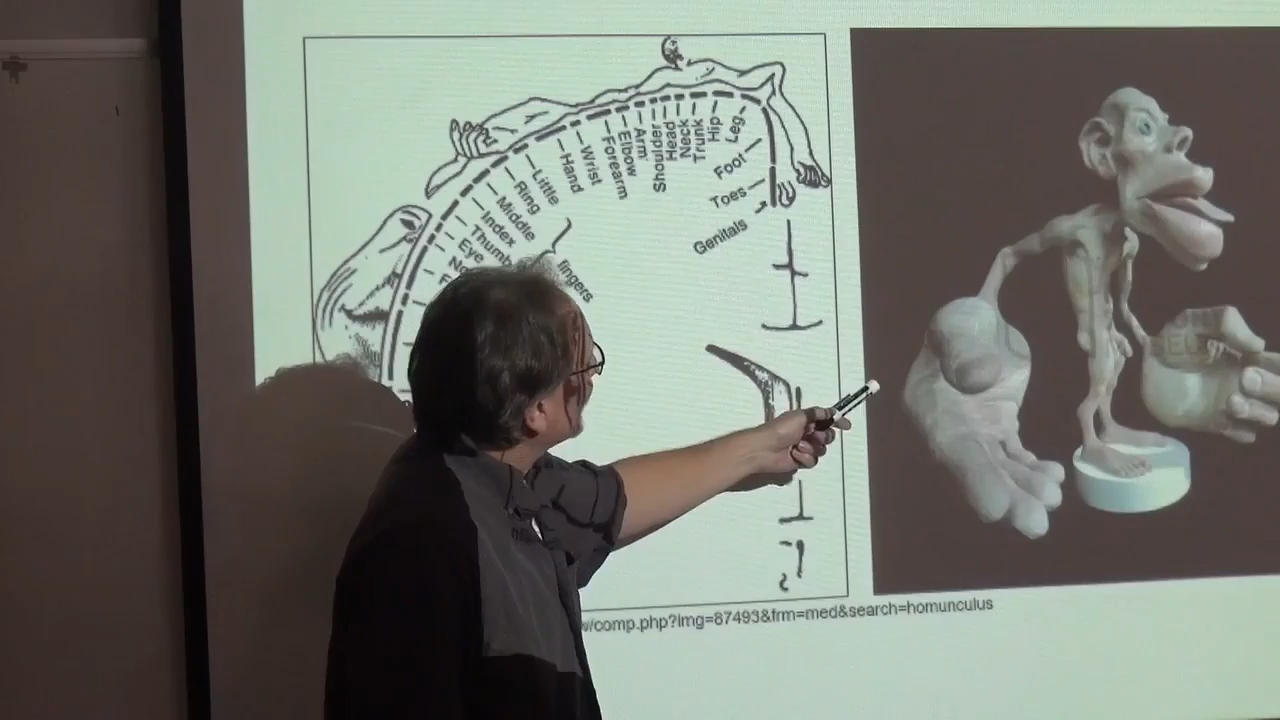 Genitals
Toes
Foot
Leg
Hip
Trunk
Neck
Head
Shoulder
Arm
Elbow
Forearm
Wrist
Hand
Little
Ring
Middle
Index
Thumb
Eye
fingers
w/comp.php?img=87493&frm=med&search=homunculus